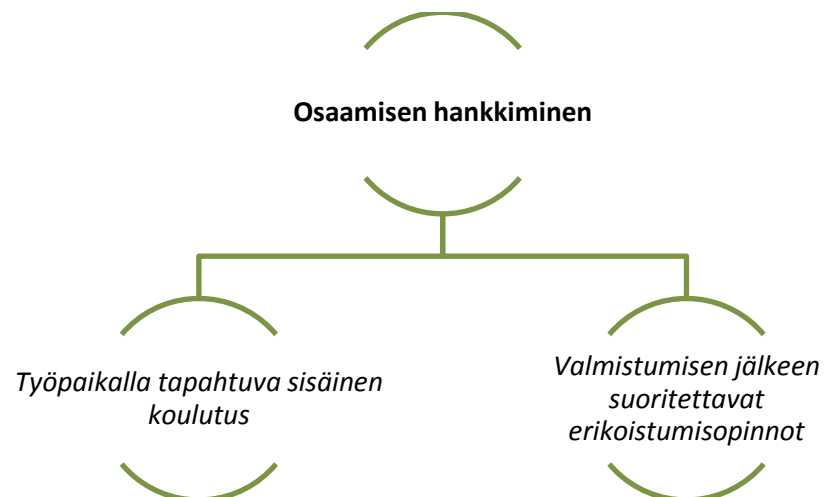 Osaamisen hankkiminen
Työpaikalla tapahtuva sisäinen
koulutus
Valmistumisen jälkeen
suoritettavat
erikoistumisopinnot